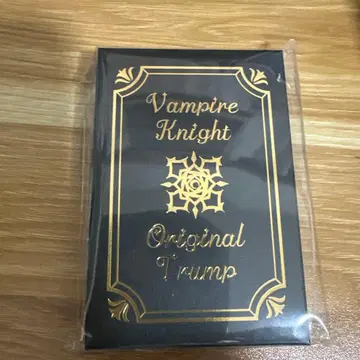 Vampire
Knight
Original
Trump